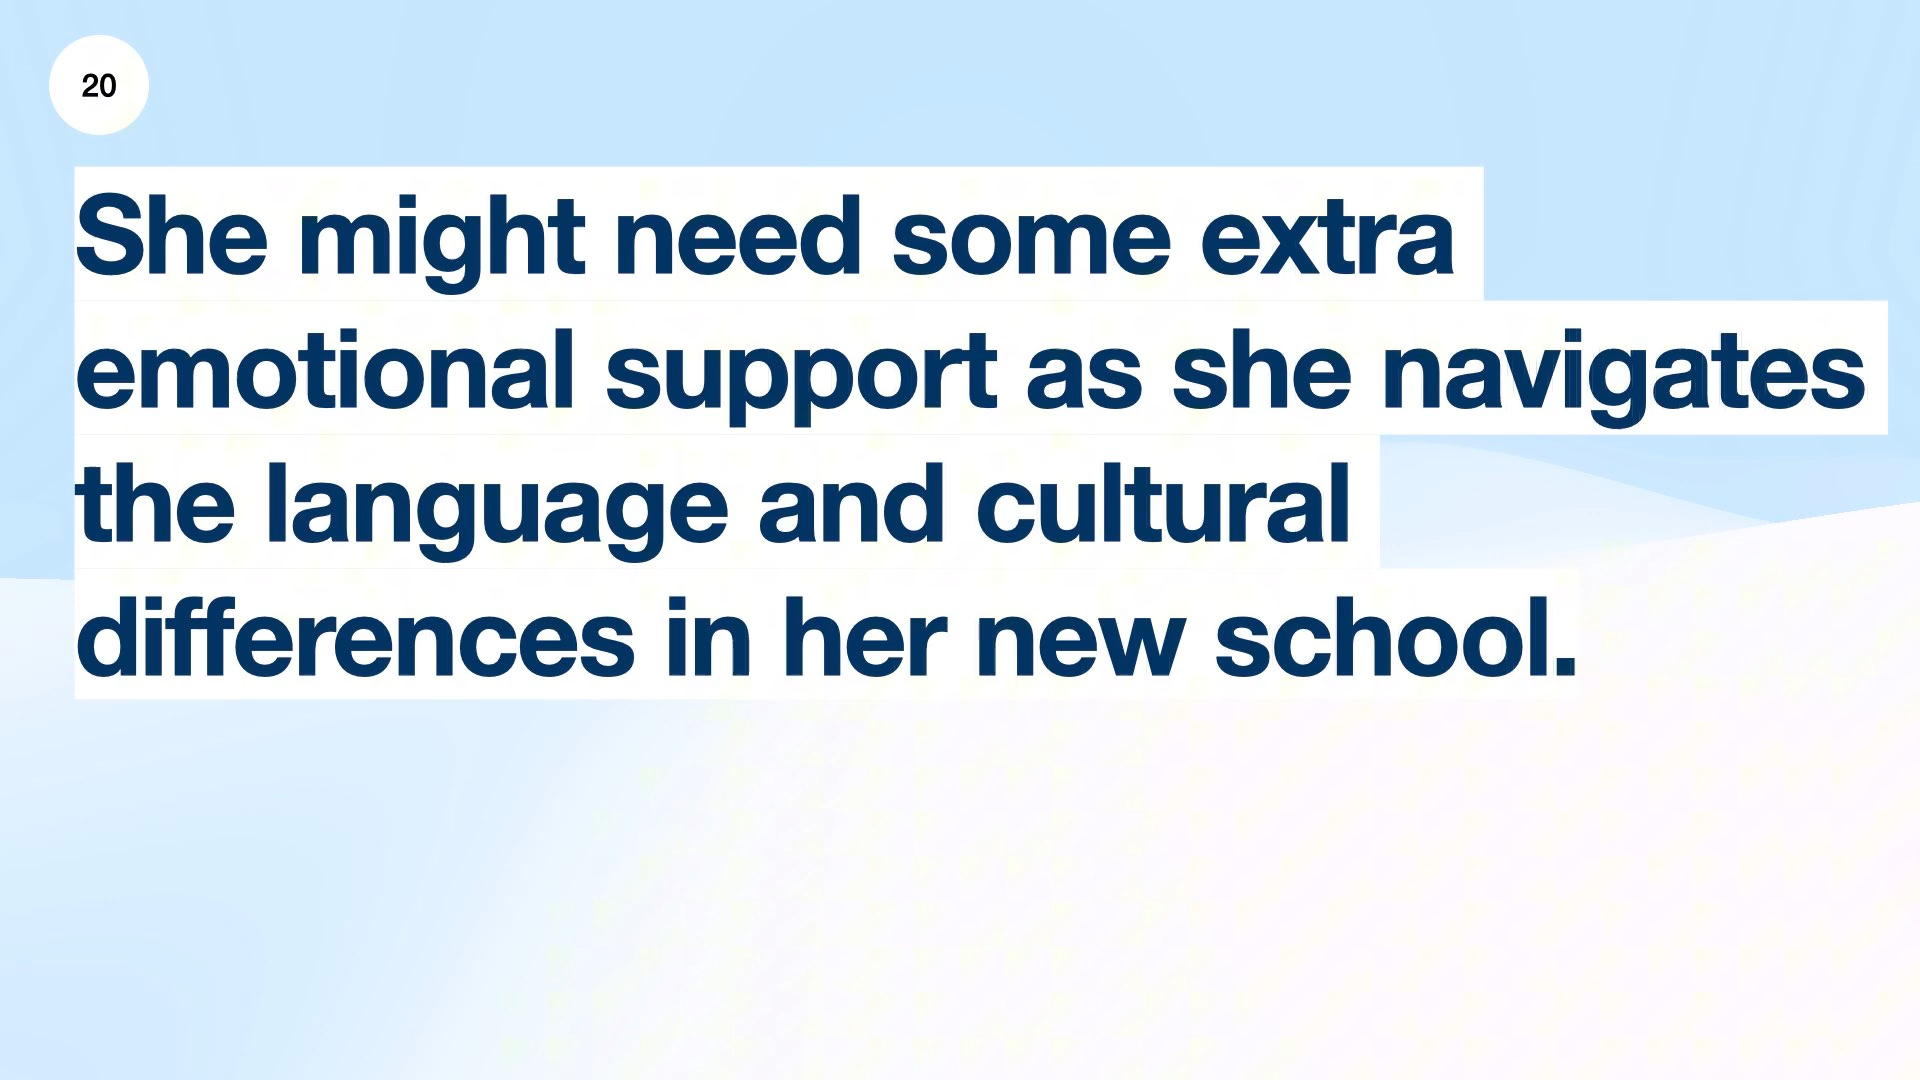 20
She might need some extra
emotional support as she navigates
the language and cultural
differences in her new school.